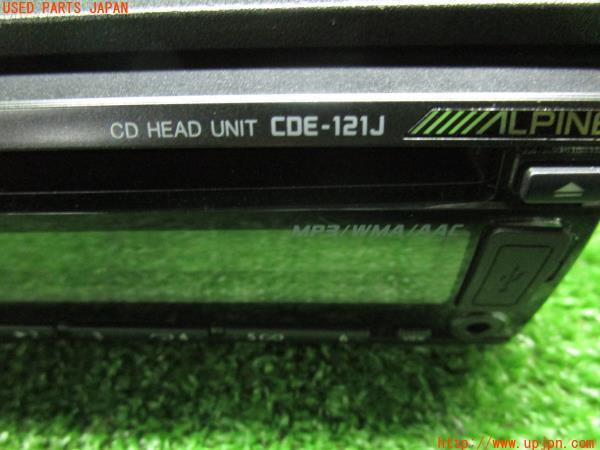 USED PARTS JAPAN
CD HEAD UNIT CDE-121J
ALPINE
MP3/WMA/AAC
http://www.upjpn.com/